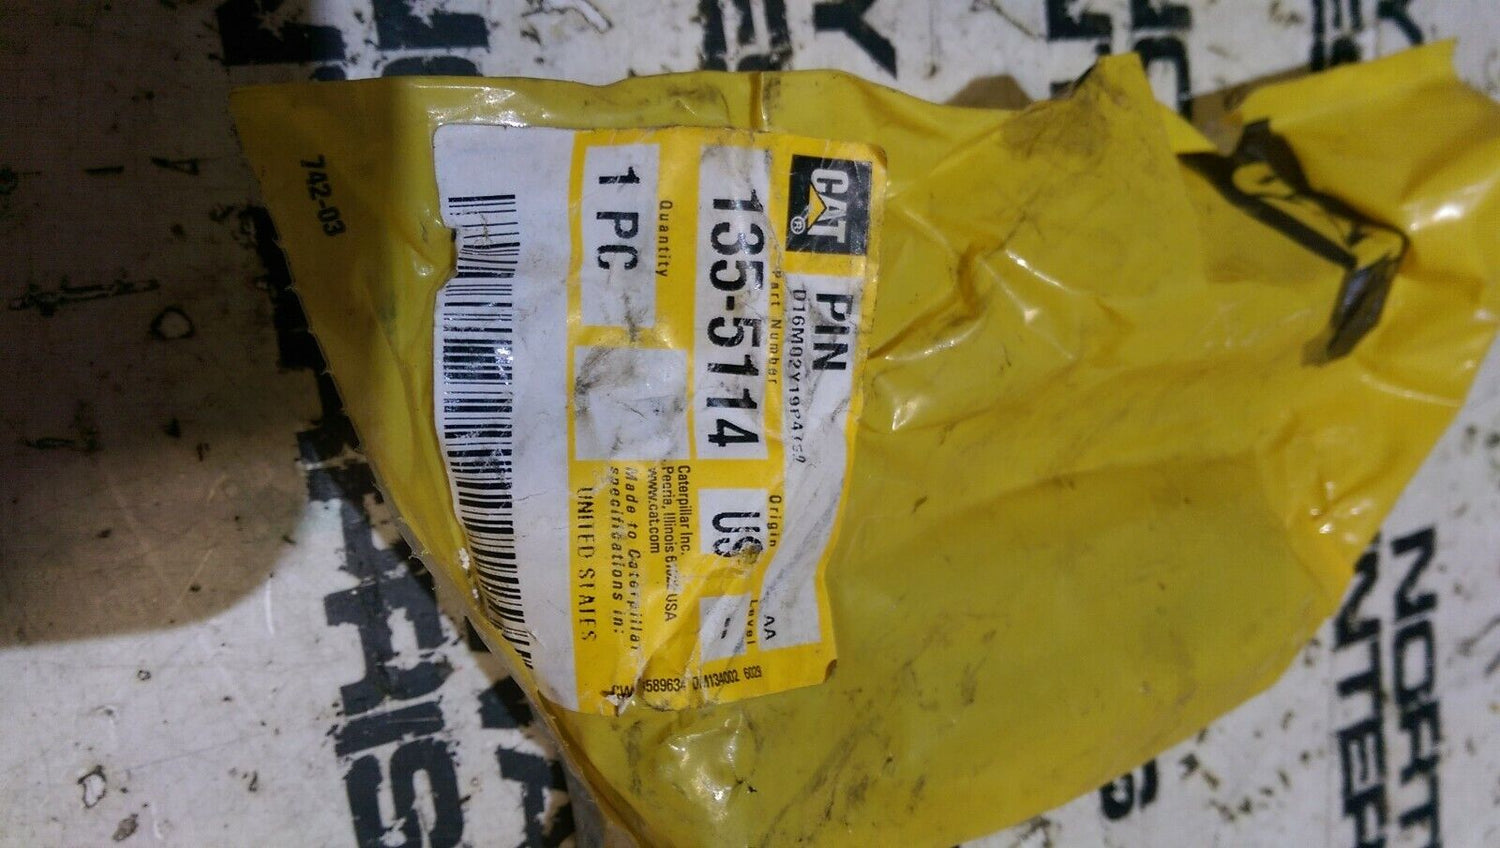 CAT®
PIN
Part Number
135-5114
Origin
US
Level
AA
Quantity
1 PC
Caterpillar Inc.
Peoria, Illinois USA
www.cat.com
Made to Caterpillar
specifications in:
UNITED STATES
6029
742-03